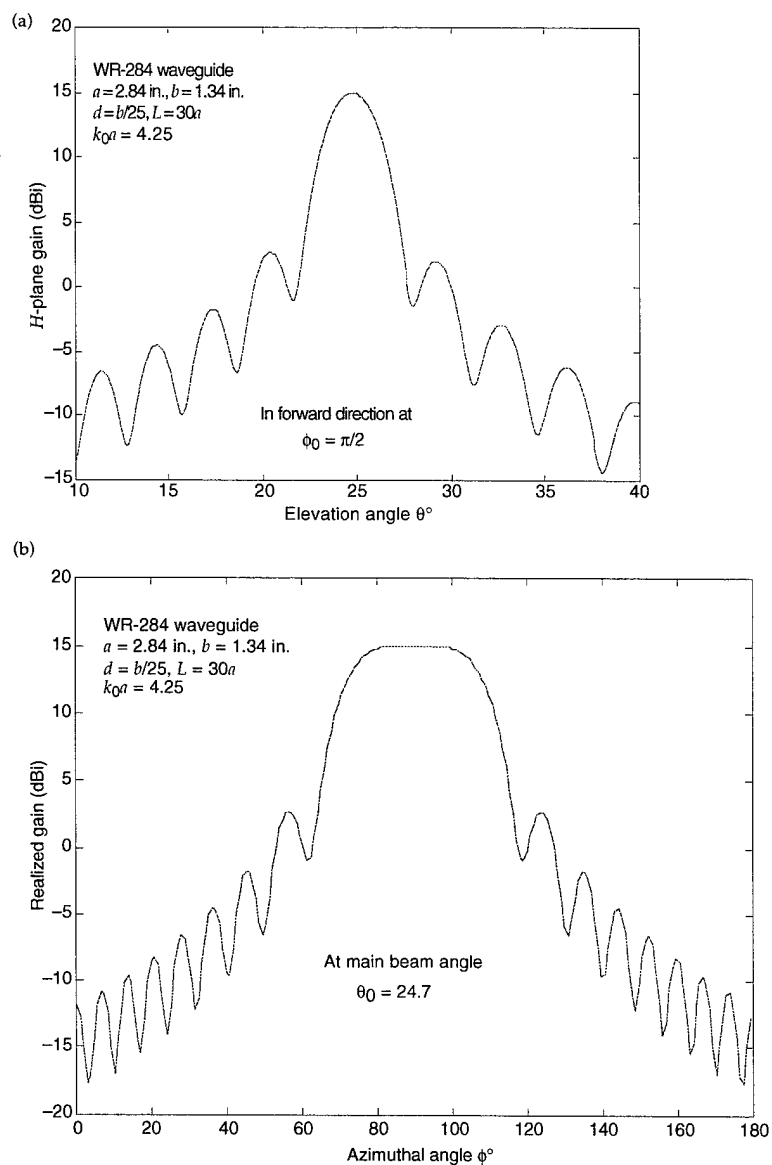 (a)
20
15
10
5
0
−5
−10
−15
H-plane gain (dBi)
WR-284 waveguide
a=2.84 in., b=1.34 in.
d=b/25, L=30a
k₀a = 4.25
In forward direction at
ϕ₀ = π/2
10 15 20 25 30 35 40
Elevation angle θ°
(b)
20
15
10
5
0
−5
−10
−15
−20
Realized gain (dBi)
WR-284 waveguide
a = 2.84 in., b = 1.34 in.
d = b/25, L = 30a
k₀a = 4.25
At main beam angle
θ₀ = 24.7
0 20 40 60 80 100 120 140 160 180
Azimuthal angle ϕ°